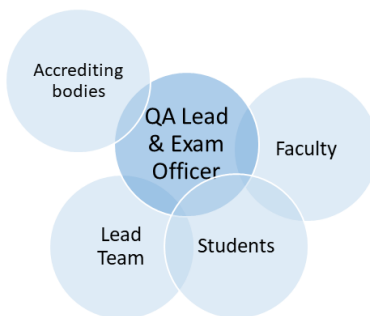 Accrediting
bodies
QA Lead
& Exam
Officer
Faculty
Lead
Team
Students